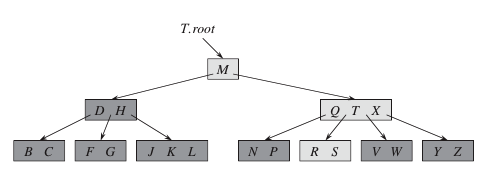 T.root
M
D H
Q T X
B C
F G
J K L
N P
R S
V W
Y Z